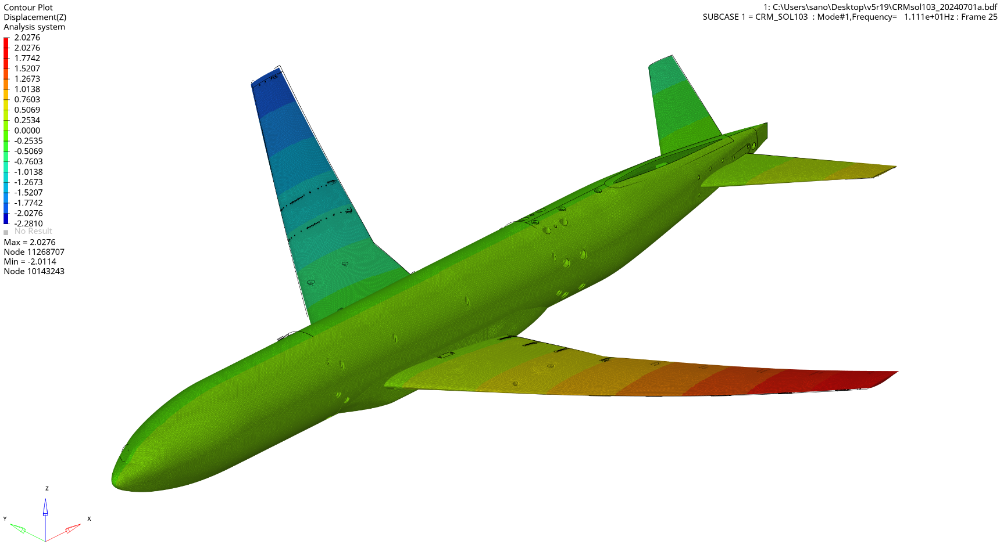 Contour Plot
Displacement(Z)
Analysis system
2.0276
2.0276
1.7742
1.5207
1.2673
1.0138
0.7603
0.5069
0.2534
0.0000
-0.2535
-0.5069
-0.7603
-1.0138
-1.2673
-1.5207
-1.7742
-2.0276
-2.2810
No Result
Max = 2.0276
Node 11268707
Min = -2.0114
Node 10143243
1: C:\Users\sano\Desktop\v5r19\CRMsol103_20240701a.bdf
SUBCASE 1 = CRM_SOL103 : Mode#1,Frequency= 1.111e+01Hz : Frame 25
Z
Y
X